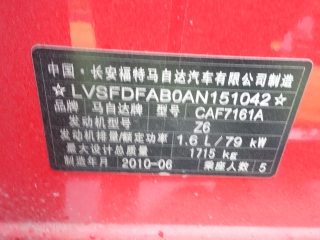 中国·长安福特马自达汽车有限公司制造
☆LVSFDFAB0AN151042☆
品牌 马自达牌 型号 CAF7161A
发动机型号 Z6
发动机排量/额定功率 1.6 L/79 kW
最大设计总质量 1715 kg
制造年月 2010-06 乘座人数 5